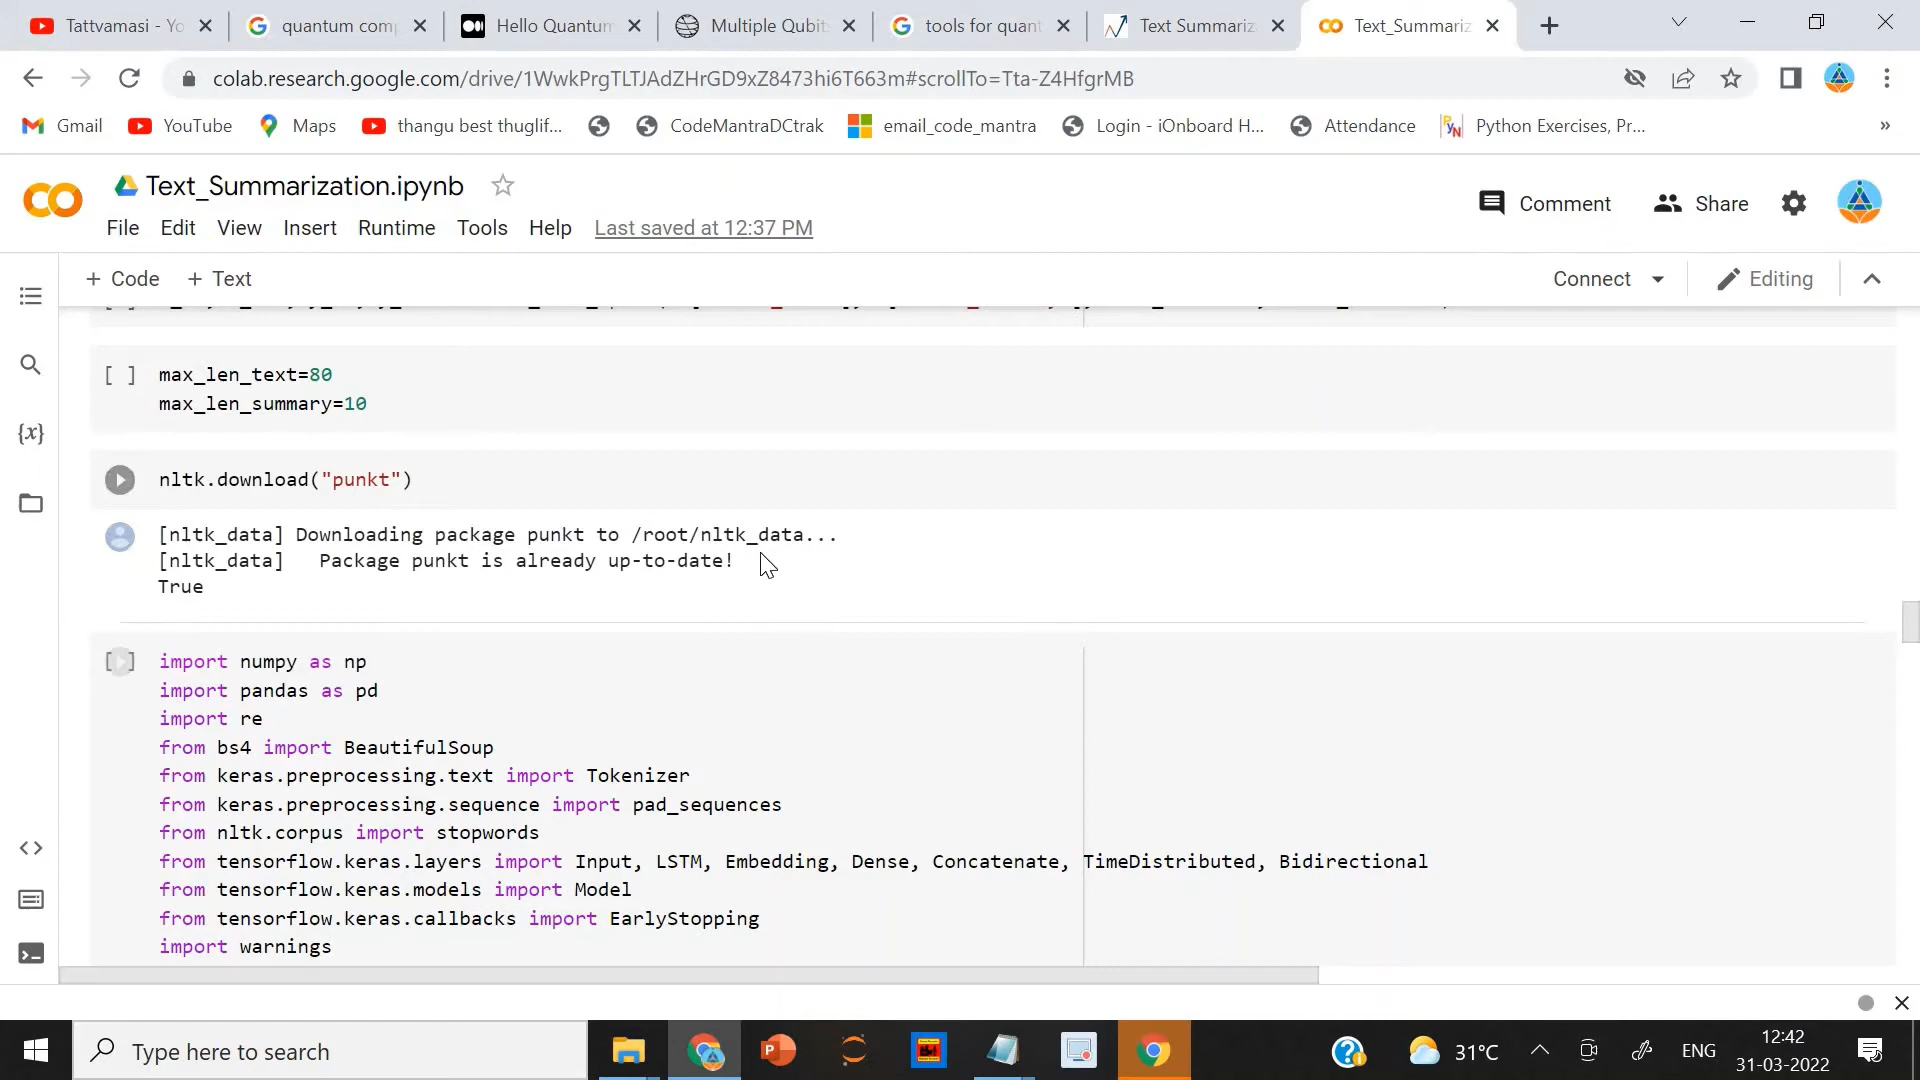 Tattvamasi - Yo
quantum comp
Hello Quantum
Multiple Qubits
tools for quant
Text Summariz
Text_Summariz
colab.research.google.com/drive/1WwkPrgTLTJAdZHrGD9xZ8473hi6T663m#scrollTo=Tta-Z4HfgrMB
Gmail
YouTube
Maps
thangu best thuglif...
CodeMantraDCtrak
email_code_mantra
Login - iOnboard H...
Attendance
Python Exercises, Pr...
»
CO
Text_Summarization.ipynb
Comment
Share
File Edit View Insert Runtime Tools Help Last saved at 12:37 PM
+ Code + Text
Connect
Editing
[ ] max_len_text=80
max_len_summary=10
{x}
nltk.download("punkt")
[nltk_data] Downloading package punkt to /root/nltk_data...
[nltk_data] Package punkt is already up-to-date!
True
[ ] import numpy as np
import pandas as pd
import re
from bs4 import BeautifulSoup
from keras.preprocessing.text import Tokenizer
from keras.preprocessing.sequence import pad_sequences
from nltk.corpus import stopwords
from tensorflow.keras.layers import Input, LSTM, Embedding, Dense, Concatenate, TimeDistributed, Bidirectional
from tensorflow.keras.models import Model
from tensorflow.keras.callbacks import EarlyStopping
import warnings
Type here to search
31°C
ENG
12:42
31-03-2022